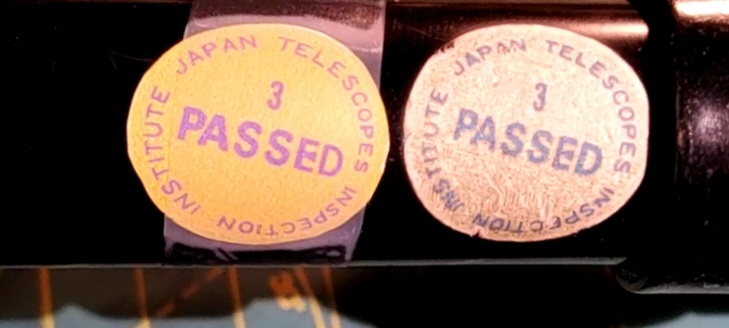 JAPAN TELESCOPES INSPECTION INSTITUTE
3
PASSED
JAPAN TELESCOPES INSPECTION INSTITUTE
3
PASSED